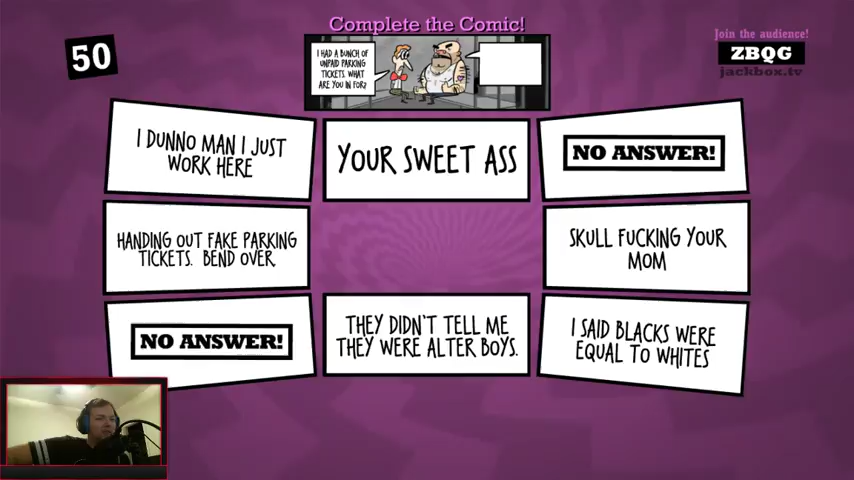 Complete the Comic!
Join the audience!
50
ZBQG
jackbox.tv
I HAD A BUNCH OF
UNPAID PARKING
TICKETS. WHAT
ARE YOU IN FOR?
I DUNNO MAN I JUST
WORK HERE
YOUR SWEET ASS
NO ANSWER!
HANDING OUT FAKE PARKING
TICKETS. BEND OVER
SKULL FUCKING YOUR
MOM
NO ANSWER!
THEY DIDN'T TELL ME
THEY WERE ALTER BOYS.
I SAID BLACKS WERE
EQUAL TO WHITES